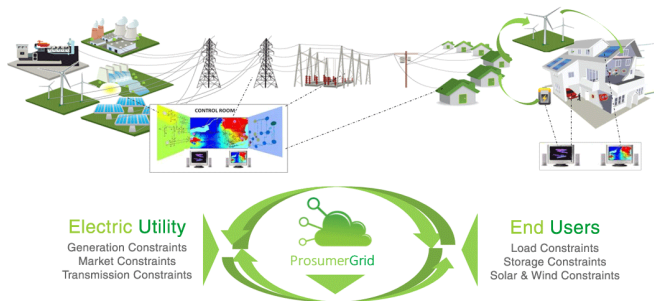 CONTROL ROOM
Electric Utility
Generation Constraints
Market Constraints
Transmission Constraints
ProsumerGrid
End Users
Load Constraints
Storage Constraints
Solar & Wind Constraints